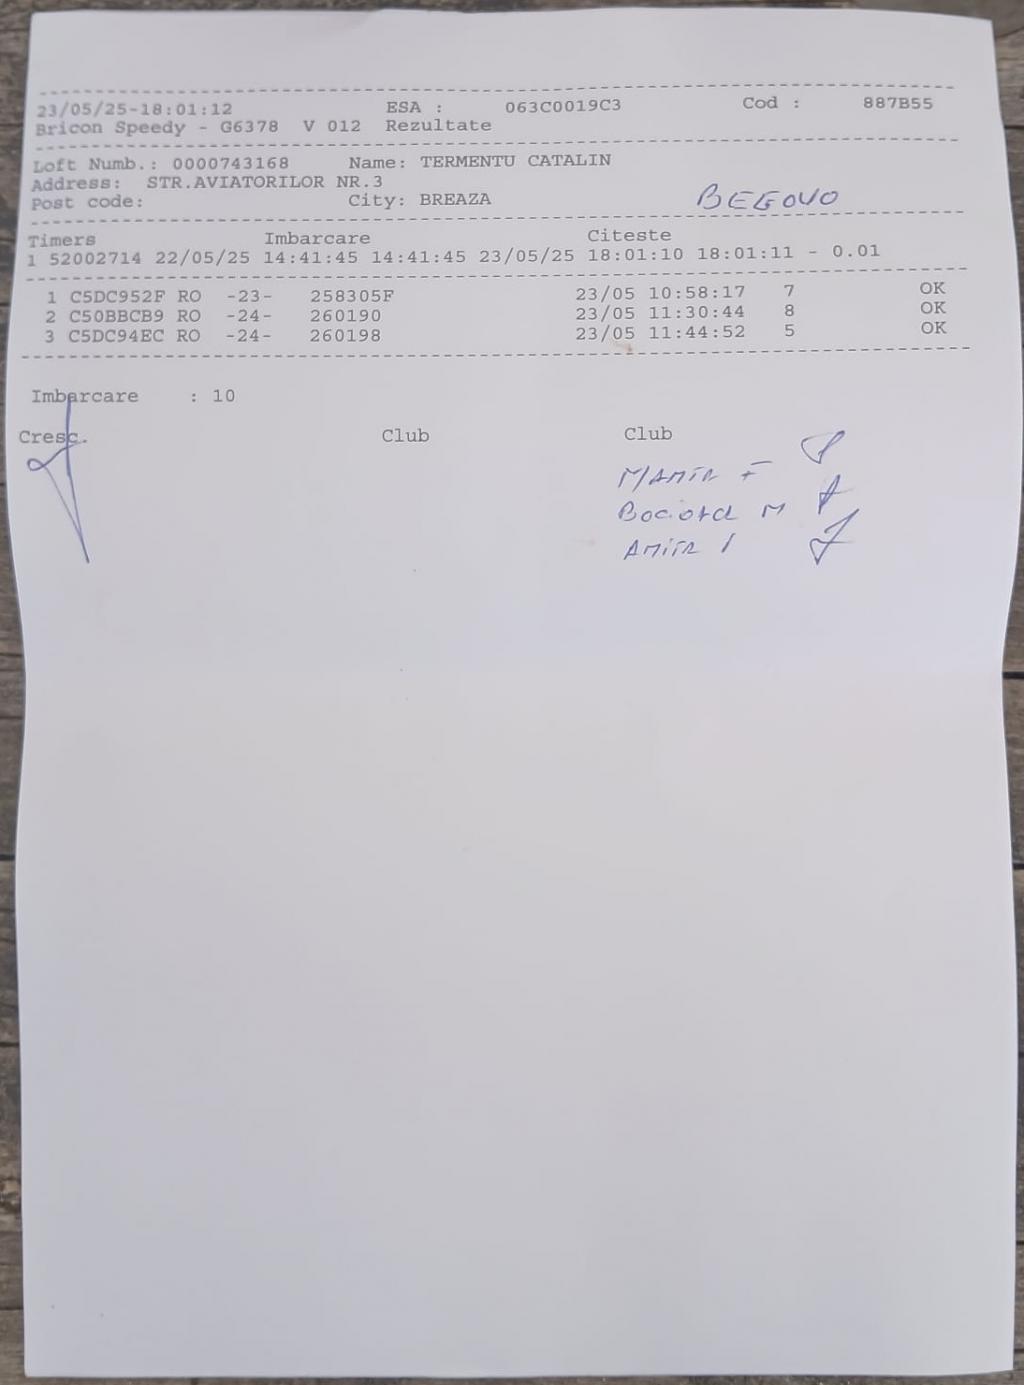 23/05/25-18:01:12 ESA : 063C0019C3 Cod : 887B55
Bricon Speedy - G6378 V 012 Rezultate
Loft Numb.: 0000743168 Name: TERMENTU CATALIN
Address: STR.AVIATORILOR NR.3
Post code: City: BREAZA
BEGOVO
Timers Imbarcare Citeste
1 52002714 22/05/25 14:41:45 14:41:45 23/05/25 18:01:10 18:01:11 - 0.01
1 C5DC952F RO -23- 258305F 23/05 10:58:17 7 OK
2 C50BBCB9 RO -24- 260190 23/05 11:30:44 8 OK
3 C5DC94EC RO -24- 260198 23/05 11:44:52 5 OK
Imbarcare : 10
Cresc. Club Club